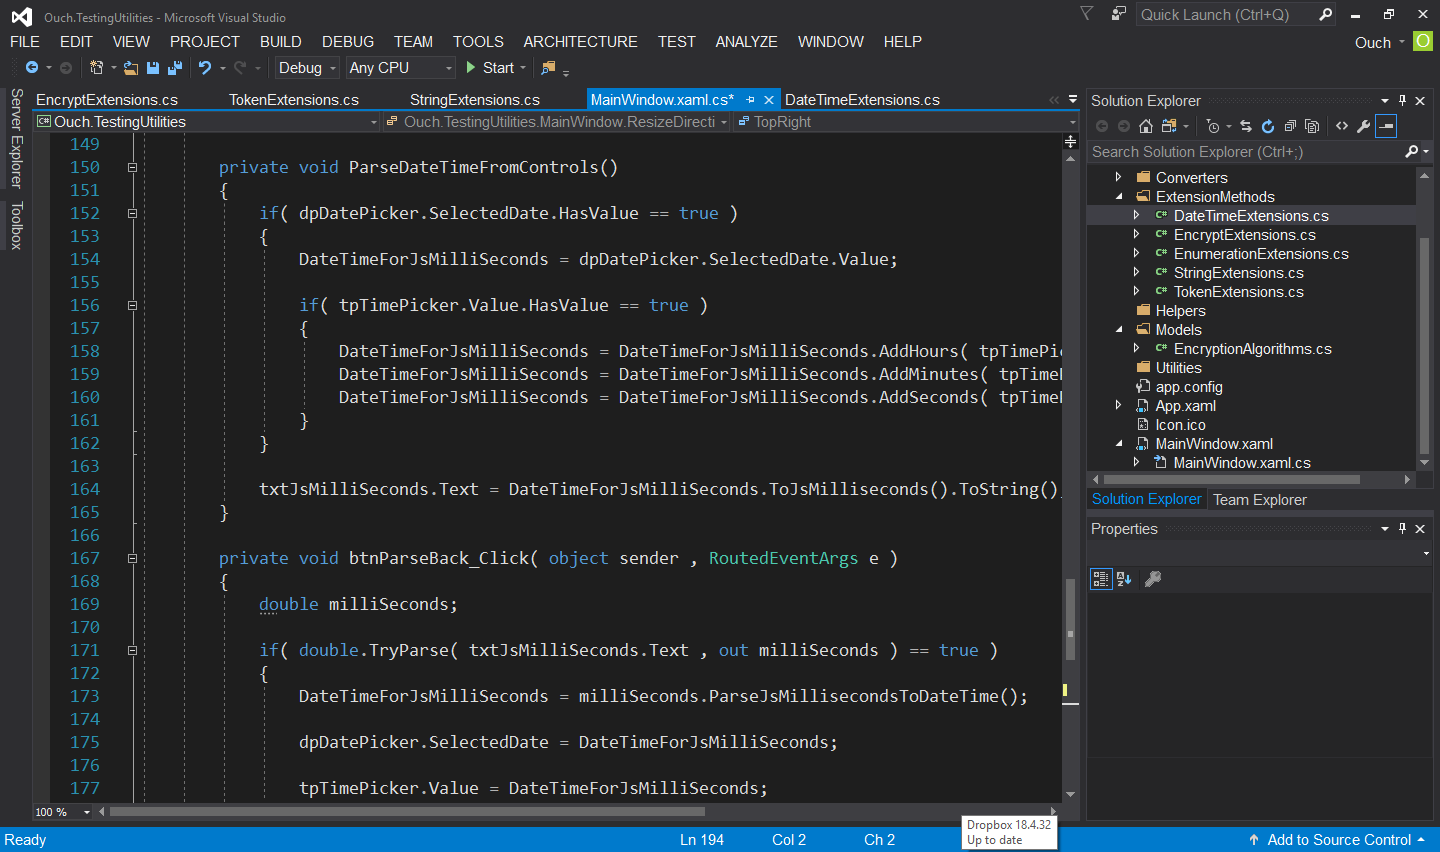 Ouch.TestingUtilities - Microsoft Visual Studio
Quick Launch (Ctrl+Q)
FILE EDIT VIEW PROJECT BUILD DEBUG TEAM TOOLS ARCHITECTURE TEST ANALYZE WINDOW HELP
Ouch O
Debug Any CPU Start
Server Explorer
Toolbox
EncryptExtensions.cs TokenExtensions.cs StringExtensions.cs MainWindow.xaml.cs* DateTimeExtensions.cs
Ouch.TestingUtilities Ouch.TestingUtilities.MainWindow.ResizeDirecti TopRight
149
150 private void ParseDateTimeFromControls()
151 {
152 if( dpDatePicker.SelectedDate.HasValue == true )
153 {
154 DateTimeForJsMilliSeconds = dpDatePicker.SelectedDate.Value;
155
156 if( tpTimePicker.Value.HasValue == true )
157 {
158 DateTimeForJsMilliSeconds = DateTimeForJsMilliSeconds.AddHours( tpTimePi
159 DateTimeForJsMilliSeconds = DateTimeForJsMilliSeconds.AddMinutes( tpTime
160 DateTimeForJsMilliSeconds = DateTimeForJsMilliSeconds.AddSeconds( tpTime
161 }
162 }
163
164 txtJsMilliSeconds.Text = DateTimeForJsMilliSeconds.ToJsMilliseconds().ToString();
165 }
166
167 private void btnParseBack_Click( object sender , RoutedEventArgs e )
168 {
169 double milliSeconds;
170
171 if( double.TryParse( txtJsMilliSeconds.Text , out milliSeconds ) == true )
172 {
173 DateTimeForJsMilliSeconds = milliSeconds.ParseJsMillisecondsToDateTime();
174
175 dpDatePicker.SelectedDate = DateTimeForJsMilliSeconds;
176
177 tpTimePicker.Value = DateTimeForJsMilliSeconds;
100 %
Solution Explorer
Search Solution Explorer (Ctrl+;)
Converters
ExtensionMethods
C# DateTimeExtensions.cs
C# EncryptExtensions.cs
C# EnumerationExtensions.cs
C# StringExtensions.cs
C# TokenExtensions.cs
Helpers
Models
C# EncryptionAlgorithms.cs
Utilities
app.config
App.xaml
Icon.ico
MainWindow.xaml
MainWindow.xaml.cs
Solution Explorer Team Explorer
Properties
Dropbox 18.4.32
Up to date
Ready Ln 194 Col 2 Ch 2 Add to Source Control